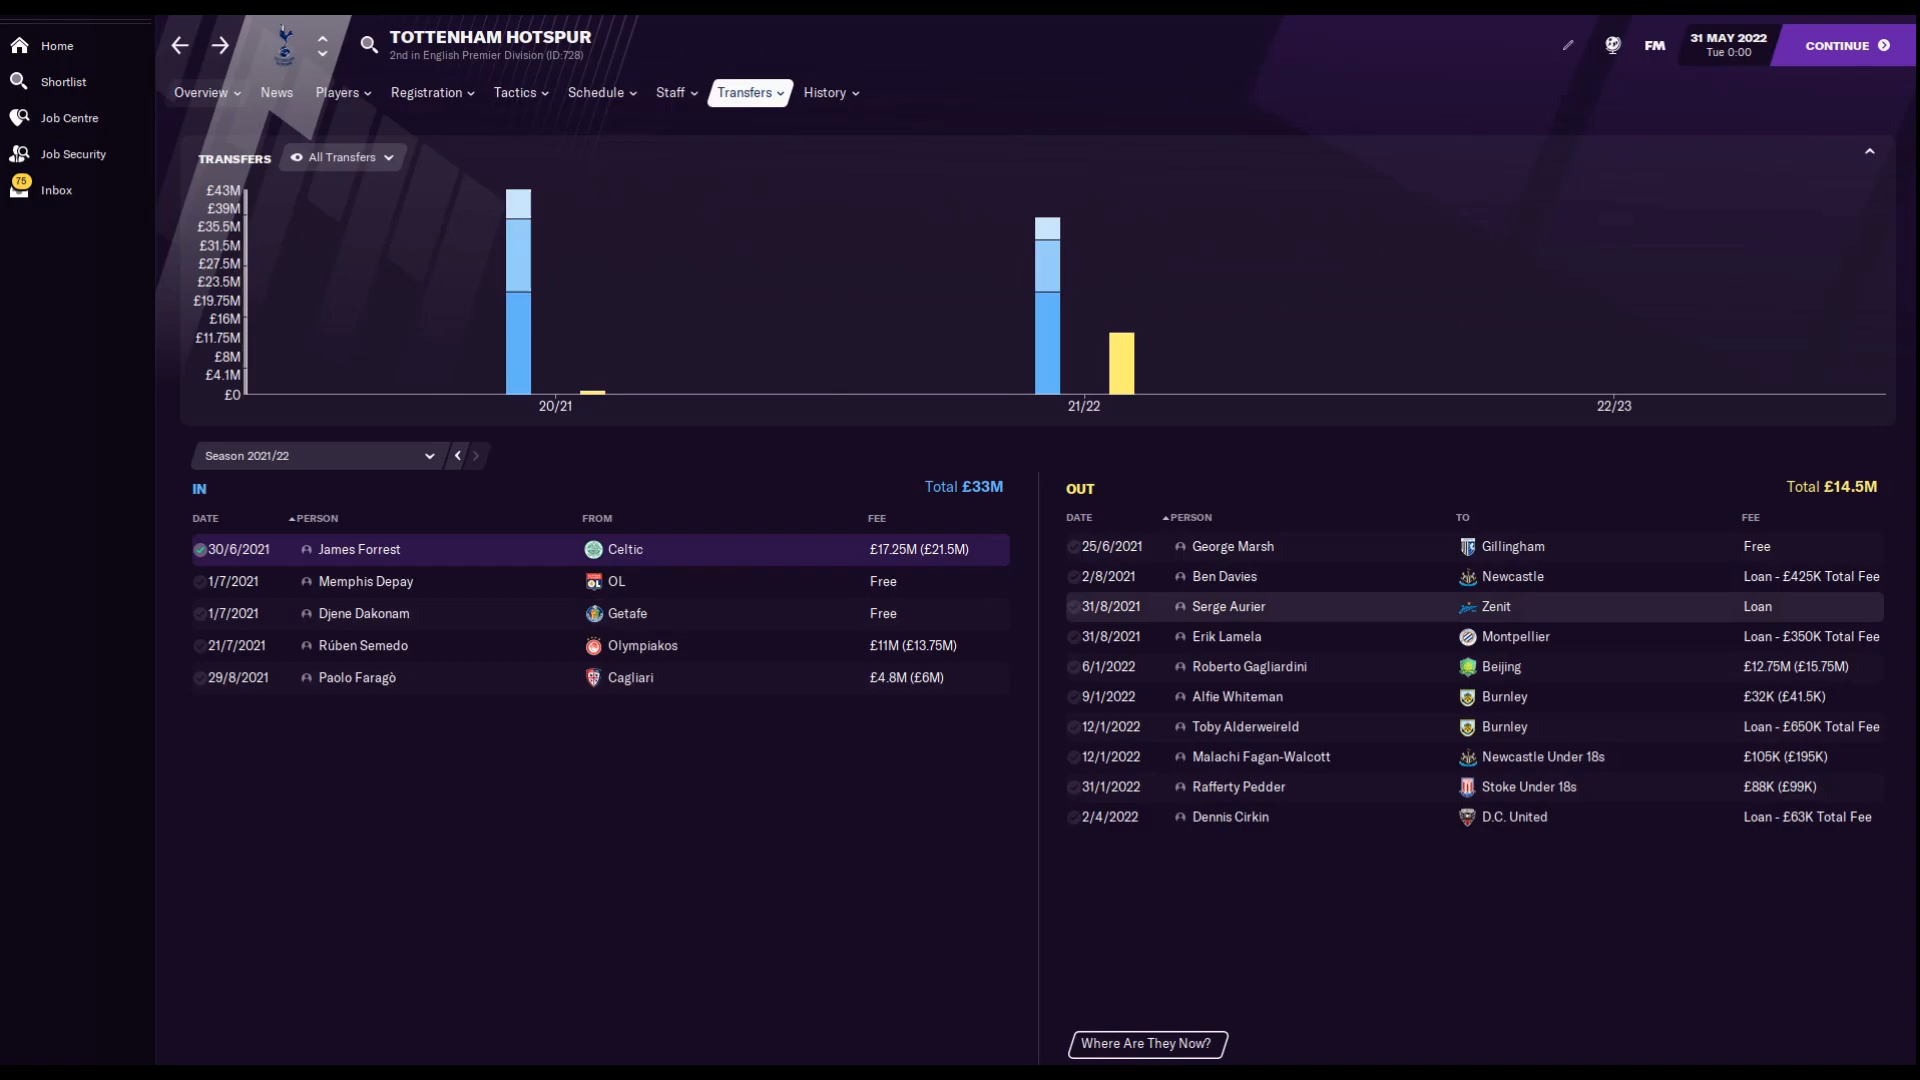 Home
Shortlist
Job Centre
Job Security
75
Inbox
TOTTENHAM HOTSPUR
2nd in English Premier Division (ID:728)
FM
31 MAY 2022
Tue 0:00
CONTINUE
Overview News Players Registration Tactics Schedule Staff Transfers History
TRANSFERS All Transfers
£43M
£39M
£35.5M
£31.5M
£27.5M
£23.5M
£19.75M
£16M
£11.75M
£8M
£4.1M
£0
20/21 21/22 22/23
Season 2021/22
IN Total £33M
DATE PERSON FROM FEE
30/6/2021 James Forrest Celtic £17.25M (£21.5M)
1/7/2021 Memphis Depay OL Free
1/7/2021 Djene Dakonam Getafe Free
21/7/2021 Rúben Semedo Olympiakos £11M (£13.75M)
29/8/2021 Paolo Faragò Cagliari £4.8M (£6M)
OUT Total £14.5M
DATE PERSON TO FEE
25/6/2021 George Marsh Gillingham Free
2/8/2021 Ben Davies Newcastle Loan - £425K Total Fee
31/8/2021 Serge Aurier Zenit Loan
31/8/2021 Erik Lamela Montpellier Loan - £350K Total Fee
6/1/2022 Roberto Gagliardini Beijing £12.75M (£15.75M)
9/1/2022 Alfie Whiteman Burnley £32K (£41.5K)
12/1/2022 Toby Alderweireld Burnley Loan - £650K Total Fee
12/1/2022 Malachi Fagan-Walcott Newcastle Under 18s £105K (£195K)
31/1/2022 Rafferty Pedder Stoke Under 18s £88K (£99K)
2/4/2022 Dennis Cirkin D.C. United Loan - £63K Total Fee
Where Are They Now?